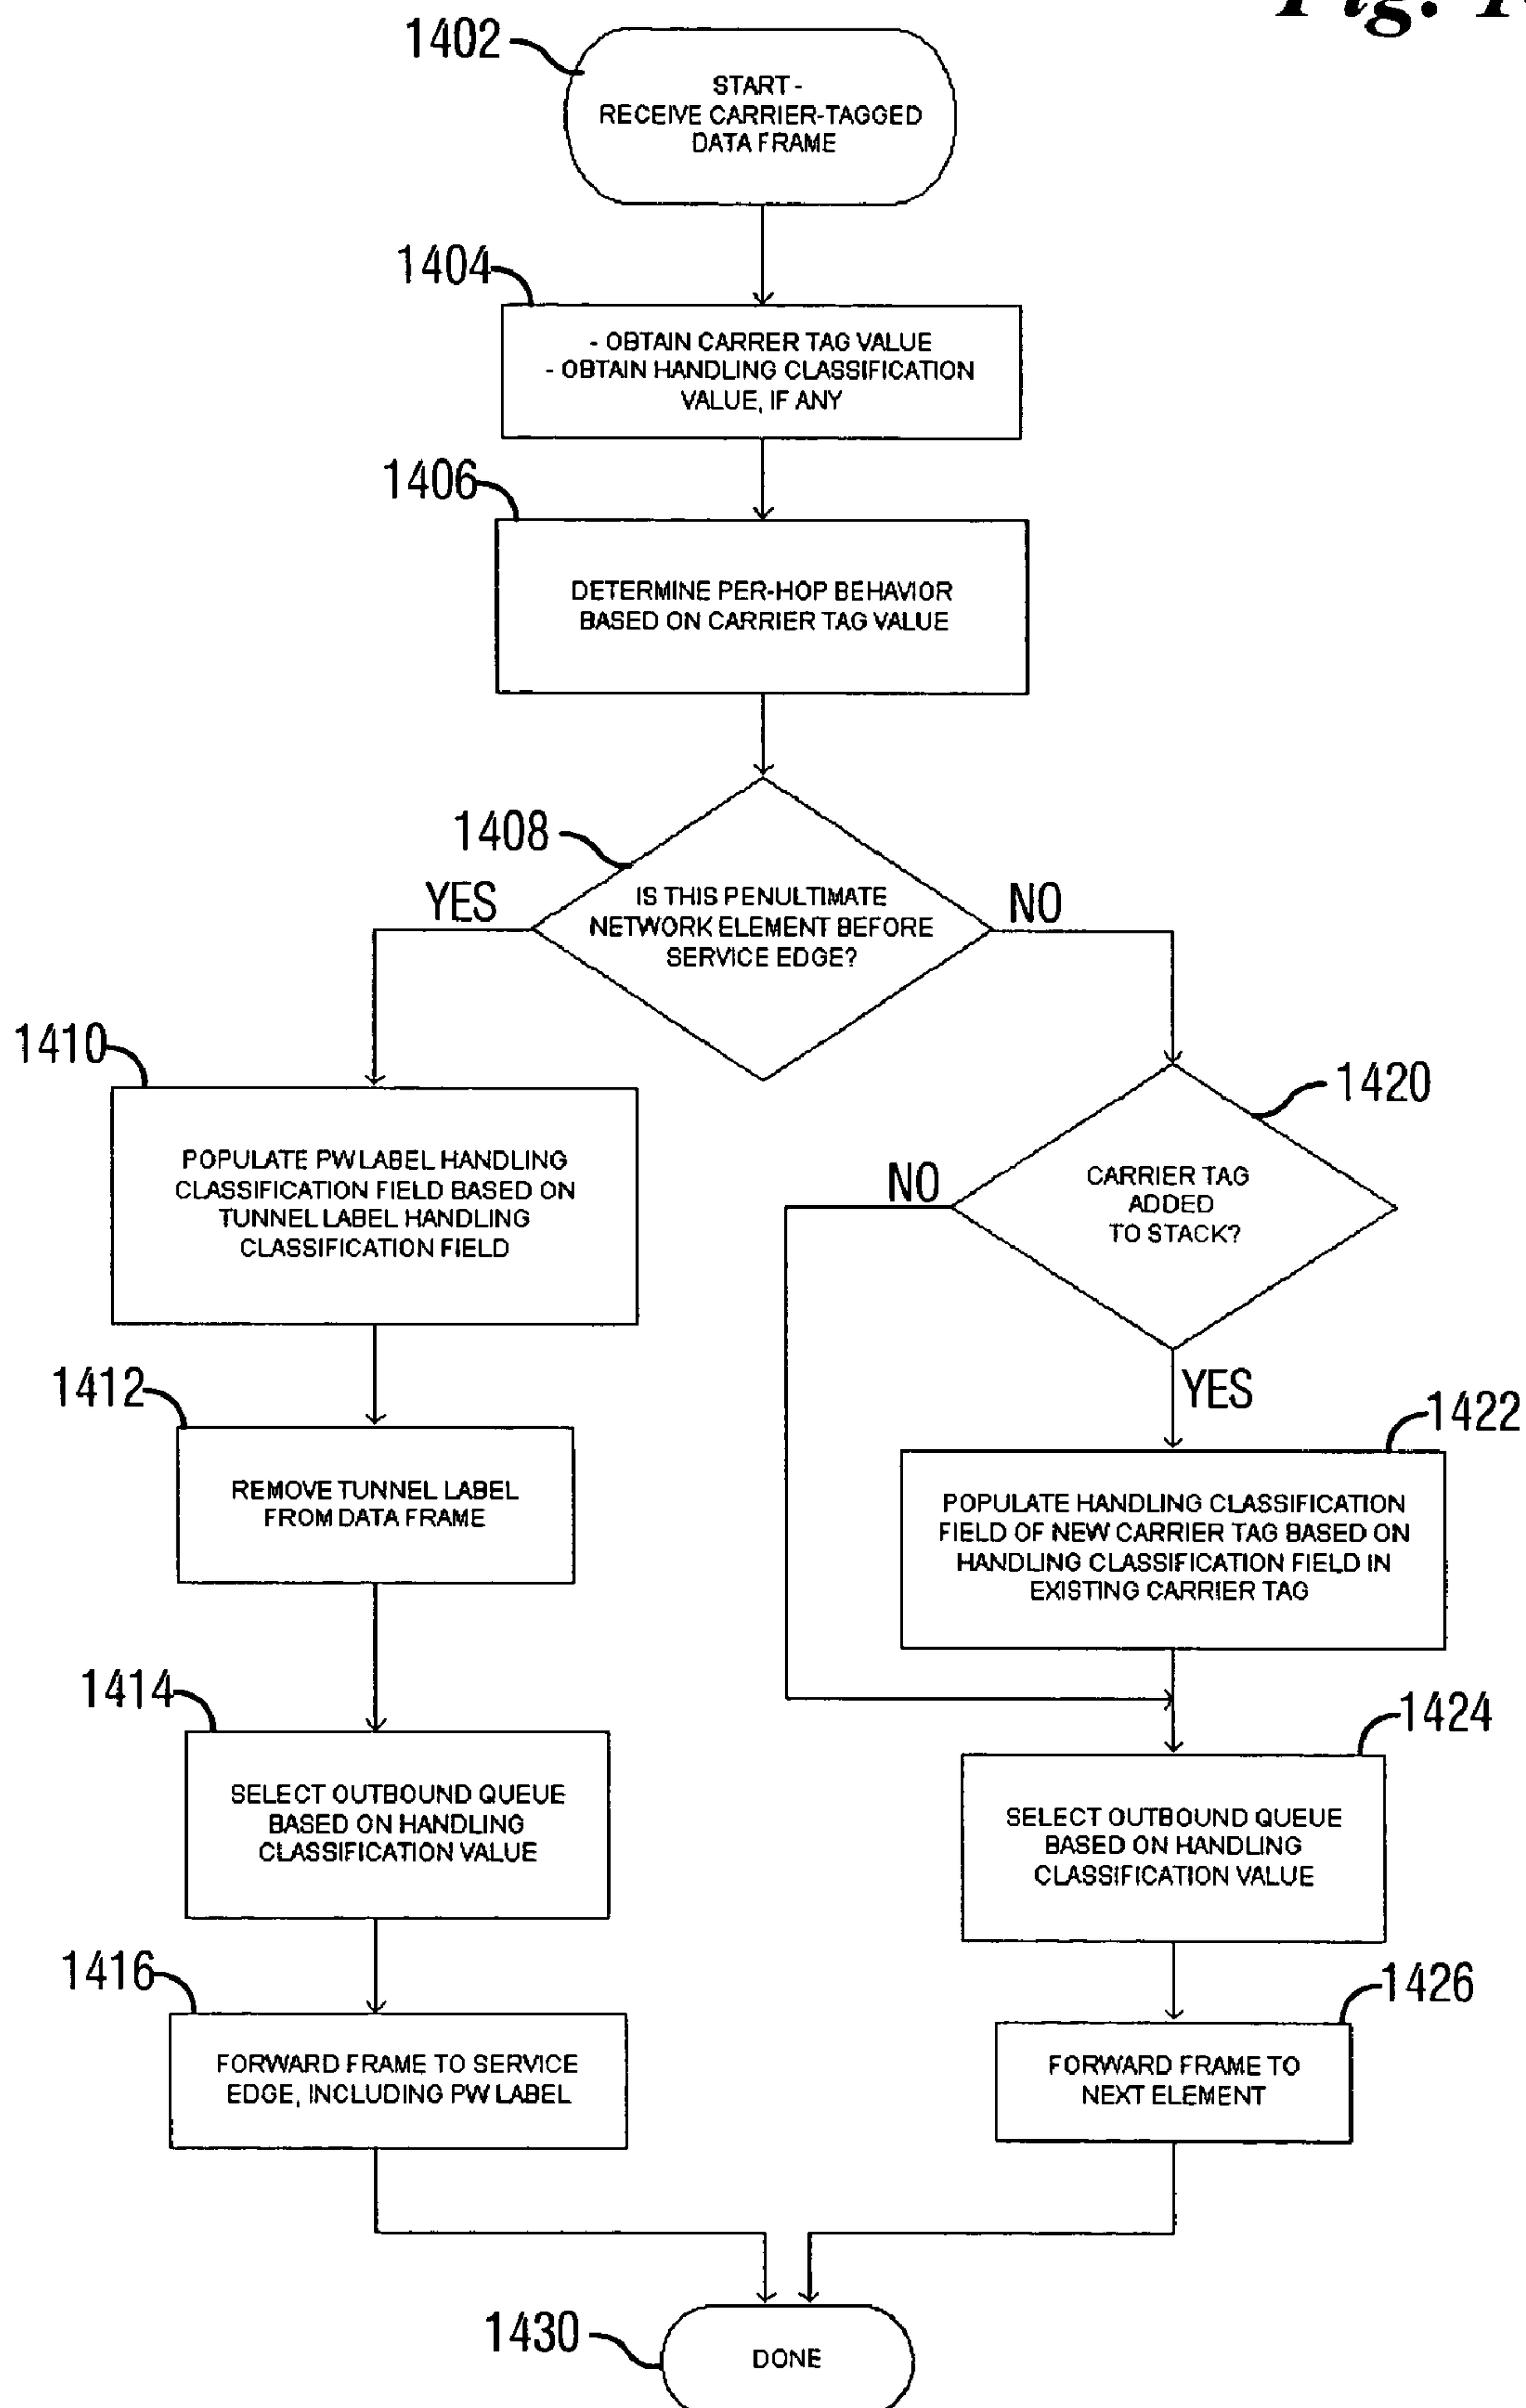 Fig. 1
1402
START -
RECEIVE CARRIER-TAGGED
DATA FRAME
1404
- OBTAIN CARRER TAG VALUE
- OBTAIN HANDLING CLASSIFICATION
VALUE, IF ANY
1406
DETERMINE PER-HOP BEHAVIOR
BASED ON CARRIER TAG VALUE
1408
IS THIS PENULTIMATE
NETWORK ELEMENT BEFORE
SERVICE EDGE?
YES
NO
1410
POPULATE PW LABEL HANDLING
CLASSIFICATION FIELD BASED ON
TUNNEL LABEL HANDLING
CLASSIFICATION FIELD
1412
REMOVE TUNNEL LABEL
FROM DATA FRAME
1414
SELECT OUTBOUND QUEUE
BASED ON HANDLING
CLASSIFICATION VALUE
1416
FORWARD FRAME TO SERVICE
EDGE, INCLUDING PW LABEL
1420
CARRIER TAG
ADDED
TO STACK?
NO
YES
1422
POPULATE HANDLING CLASSIFICATION
FIELD OF NEW CARRIER TAG BASED ON
HANDLING CLASSIFICATION FIELD IN
EXISTING CARRIER TAG
1424
SELECT OUTBOUND QUEUE
BASED ON HANDLING
CLASSIFICATION VALUE
1426
FORWARD FRAME TO
NEXT ELEMENT
1430
DONE